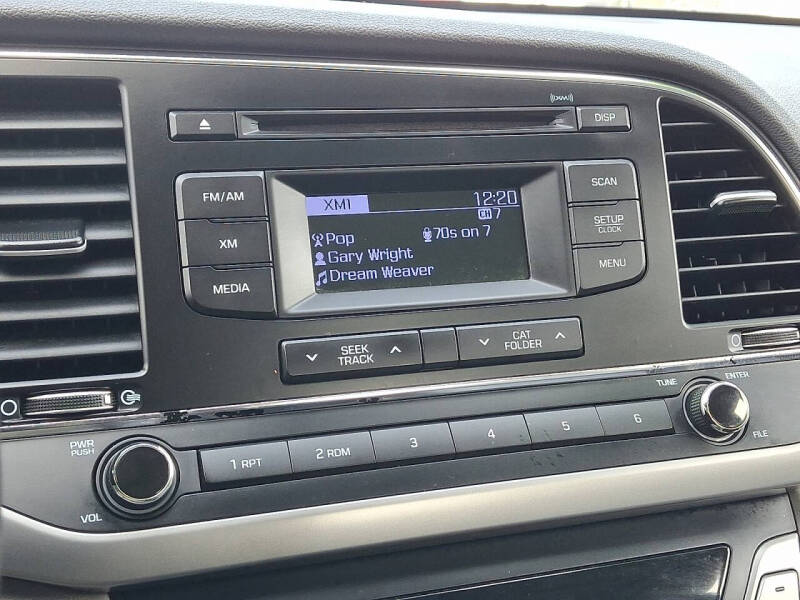 ((XM))
DISP
FM/AM
XM
MEDIA
XM1 12:20
CH 7
Pop 70s on 7
Gary Wright
Dream Weaver
SCAN
SETUP
CLOCK
MENU
SEEK
TRACK
CAT
FOLDER
TUNE
ENTER
FILE
PWR
PUSH
VOL
1 RPT
2 RDM
3
4
5
6